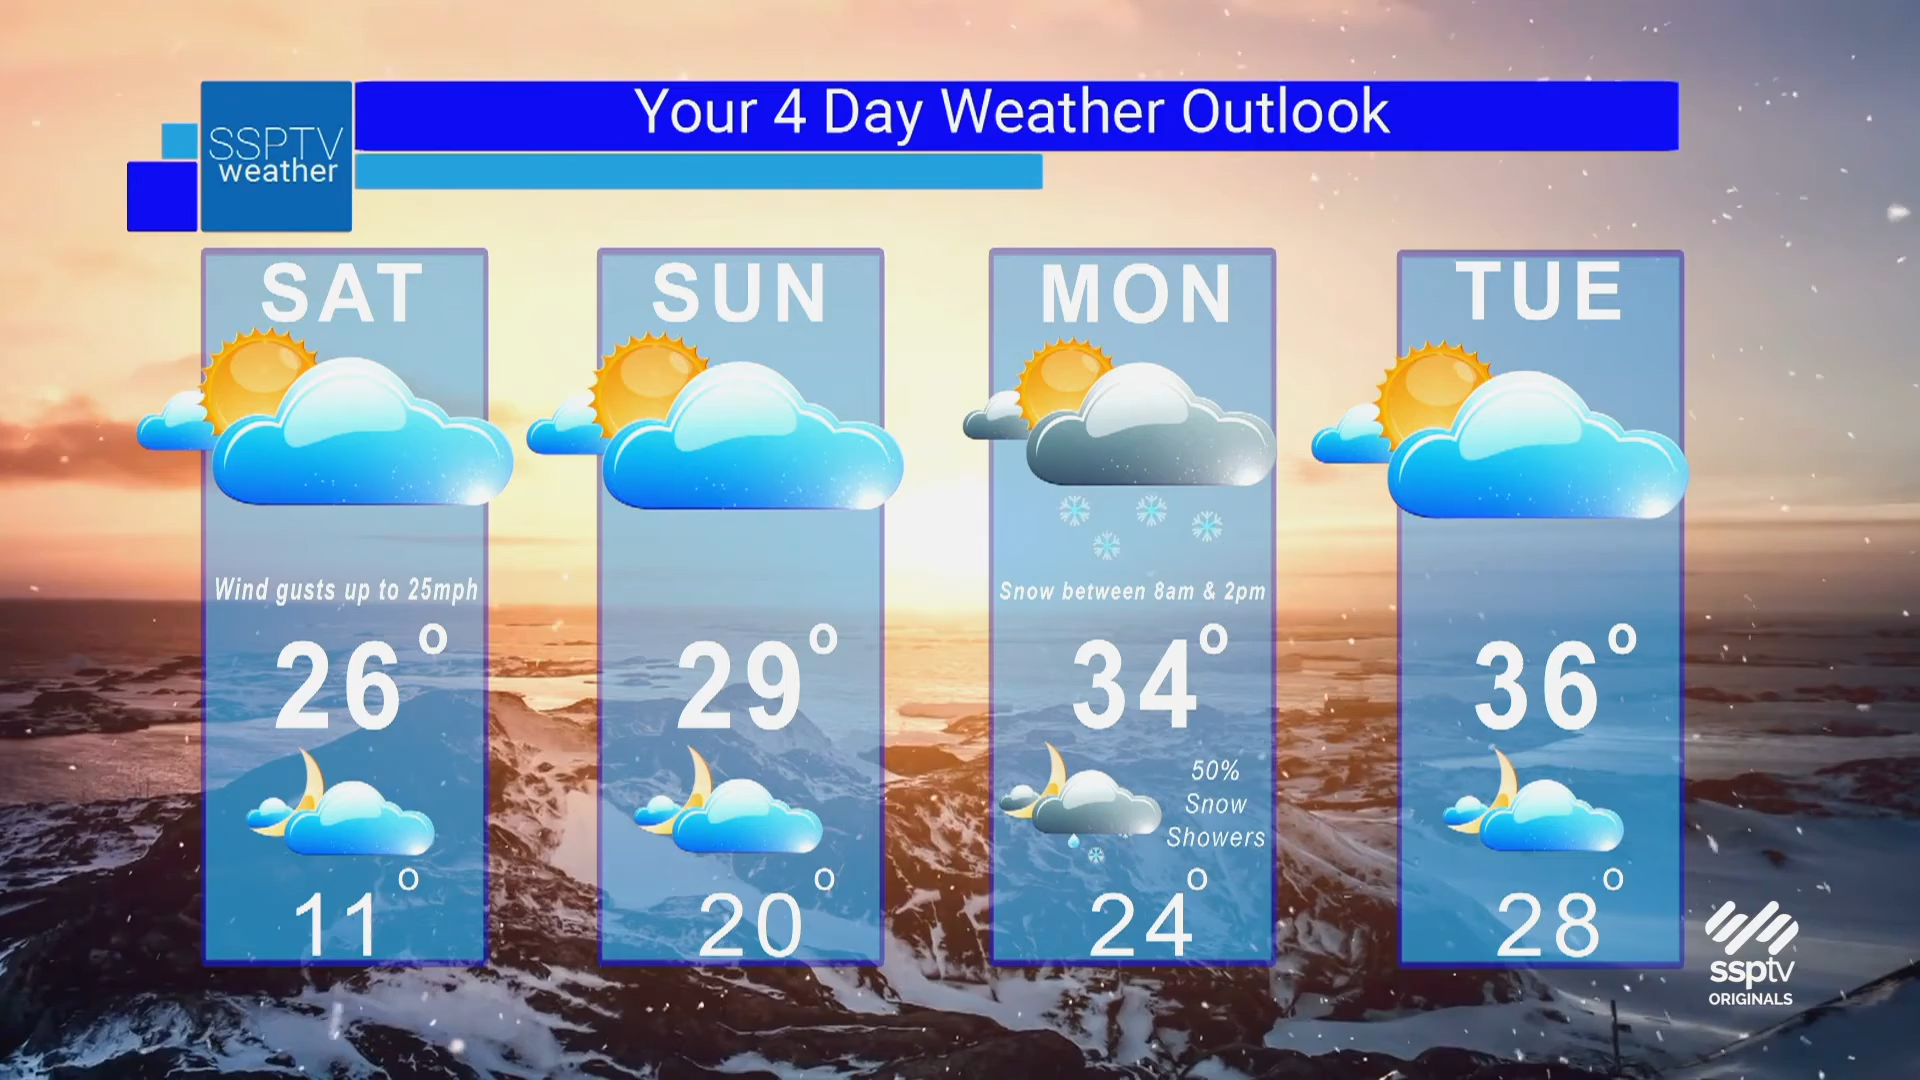 Your 4 Day Weather Outlook
SSPTV
weather
SAT
Wind gusts up to 25mph
26°
11°
SUN
29°
20°
MON
Snow between 8am & 2pm
34°
50%
Snow
Showers
24°
TUE
36°
28°
ssptv
ORIGINALS